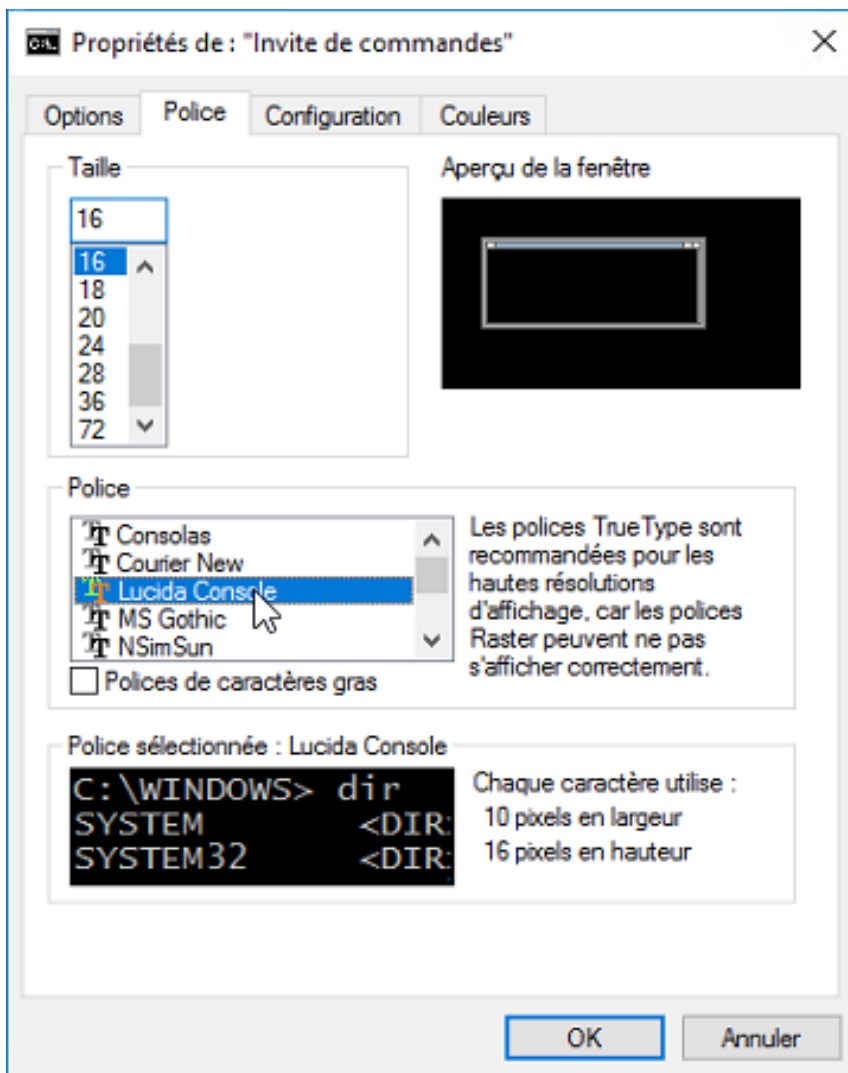 C:\. Propriétés de : "Invite de commandes"
Options Police Configuration Couleurs
Taille
16
16
18
20
24
28
36
72
Aperçu de la fenêtre
Police
Consolas
Courier New
Lucida Console
MS Gothic
NSimSun
Polices de caractères gras
Les polices TrueType sont
recommandées pour les
hautes résolutions
d'affichage, car les polices
Raster peuvent ne pas
s'afficher correctement.
Police sélectionnée : Lucida Console
C:\WINDOWS> dir
SYSTEM <DIR
SYSTEM32 <DIR
Chaque caractère utilise :
10 pixels en largeur
16 pixels en hauteur
OK Annuler